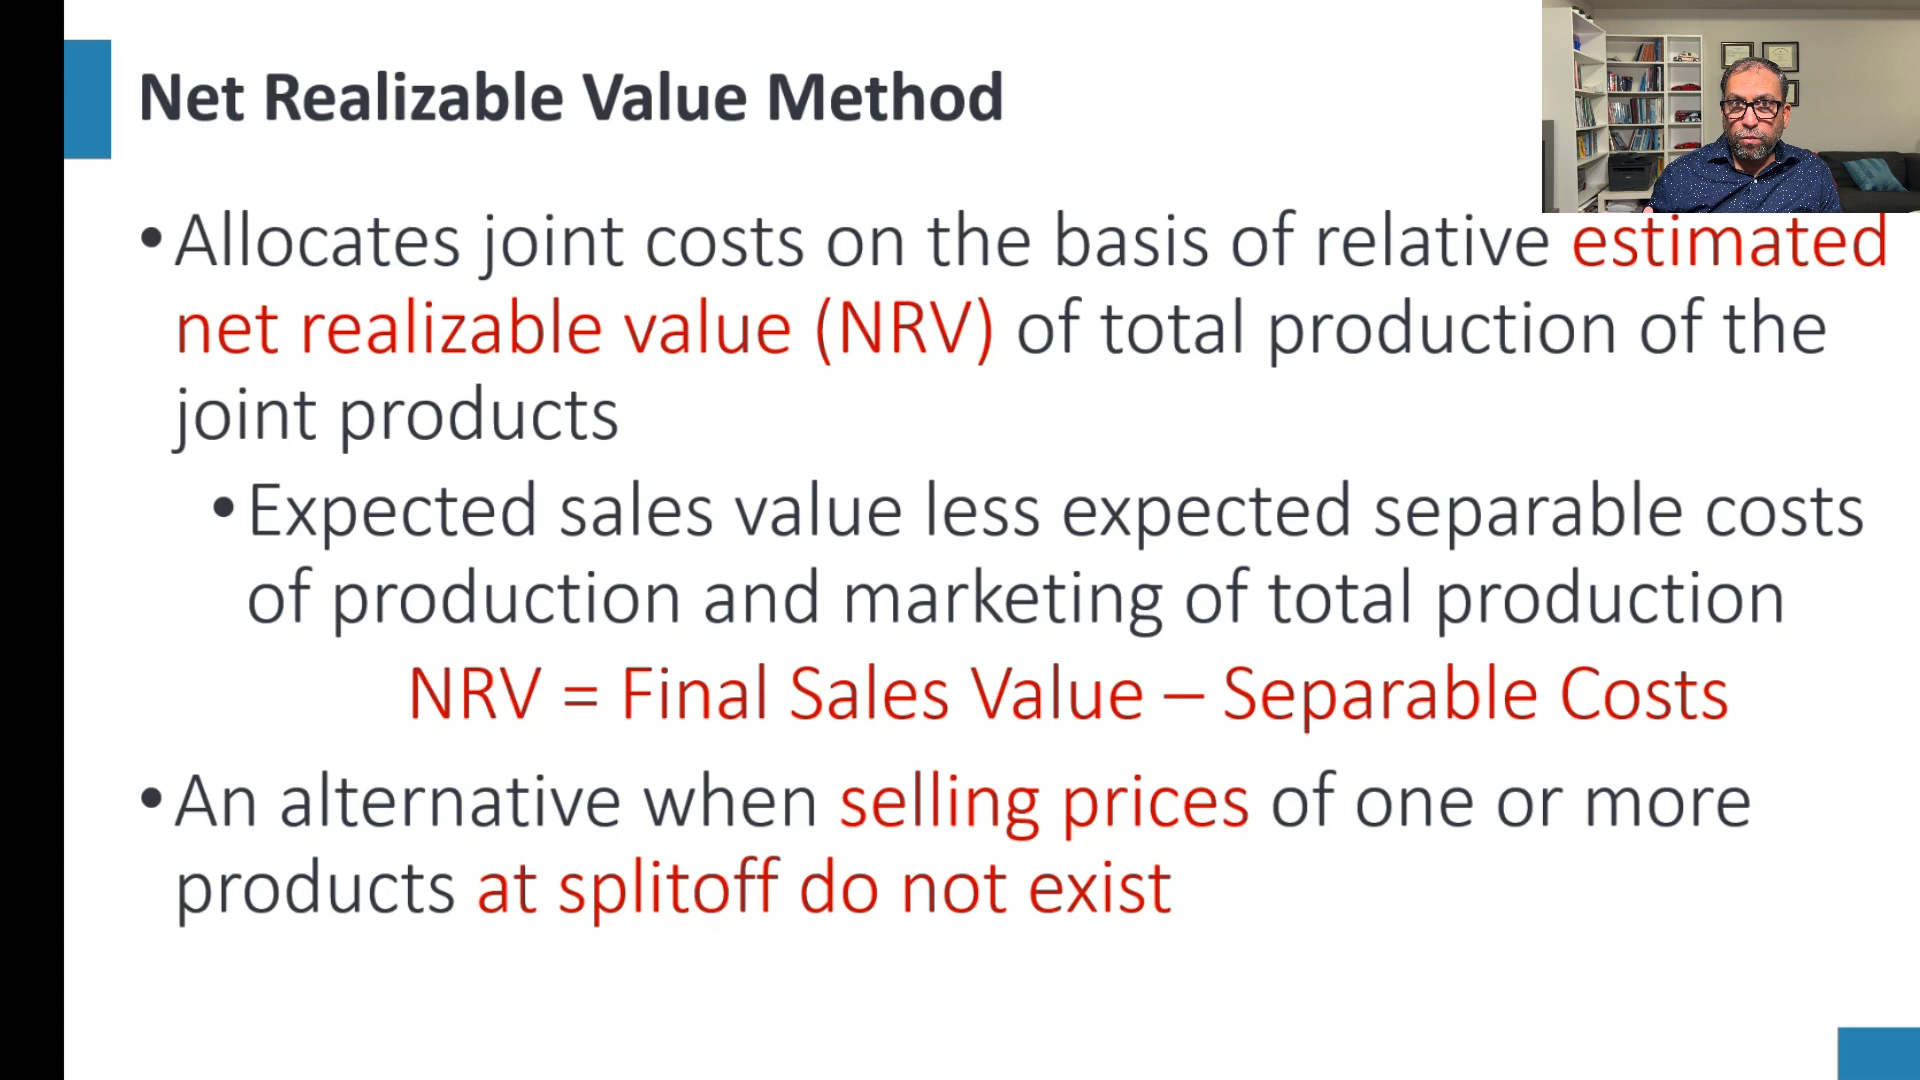 Net Realizable Value Method
•Allocates joint costs on the basis of relative estimated
net realizable value (NRV) of total production of the
joint products
•Expected sales value less expected separable costs
of production and marketing of total production
NRV = Final Sales Value – Separable Costs
•An alternative when selling prices of one or more
products at splitoff do not exist